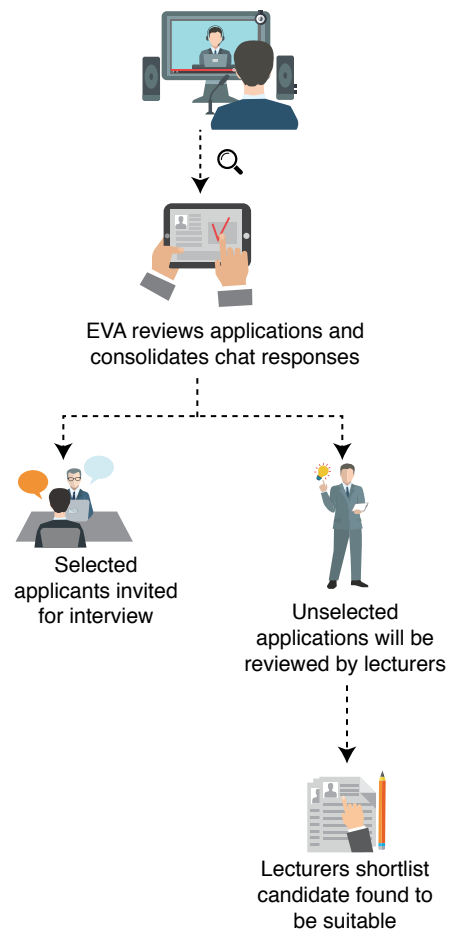 EVA reviews applications and
consolidates chat responses
Selected
applicants invited
for interview
Unselected
applications will be
reviewed by lecturers
Lecturers shortlist
candidate found to
be suitable